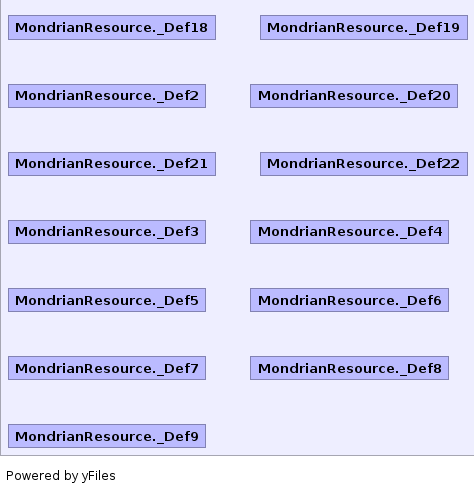 MondrianResource._Def18 MondrianResource._Def19
MondrianResource._Def2 MondrianResource._Def20
MondrianResource._Def21 MondrianResource._Def22
MondrianResource._Def3 MondrianResource._Def4
MondrianResource._Def5 MondrianResource._Def6
MondrianResource._Def7 MondrianResource._Def8
MondrianResource._Def9
Powered by yFiles